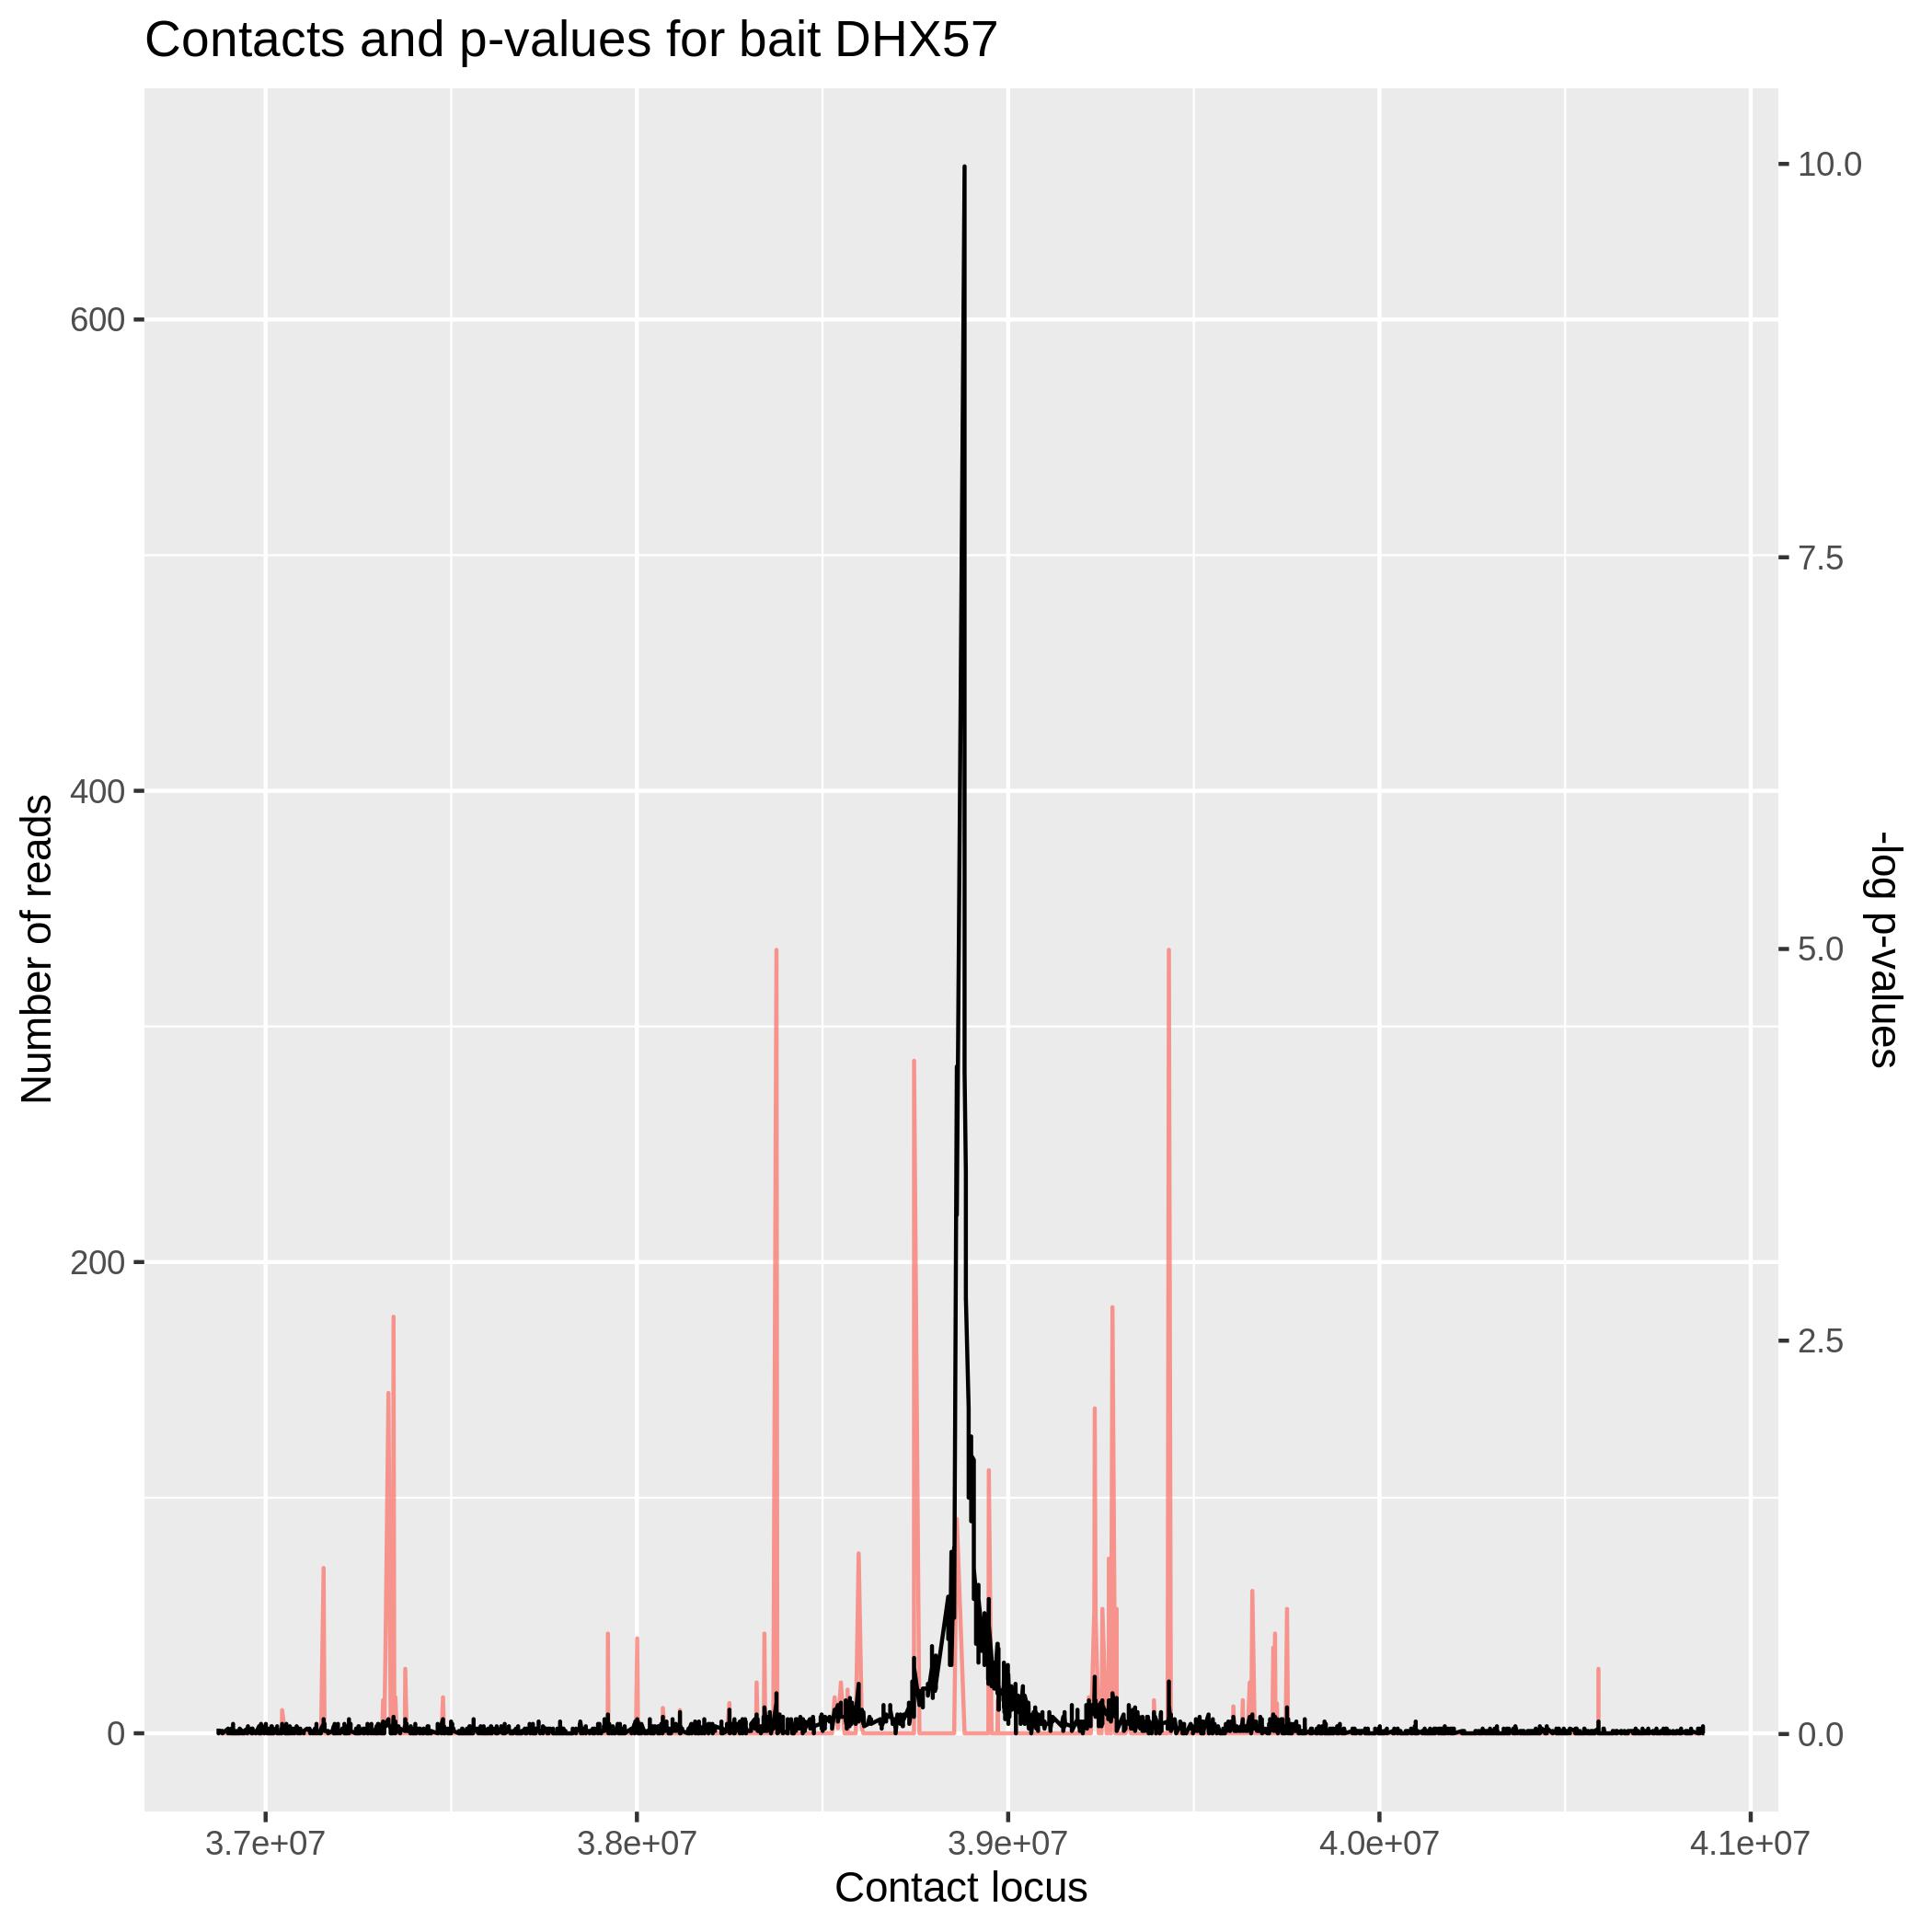 Contacts and p-values for bait DHX57
Number of reads
600
400
200
0
10.0
7.5
5.0
2.5
0.0
-log p-values
3.7e+07
3.8e+07
3.9e+07
4.0e+07
4.1e+07
Contact locus